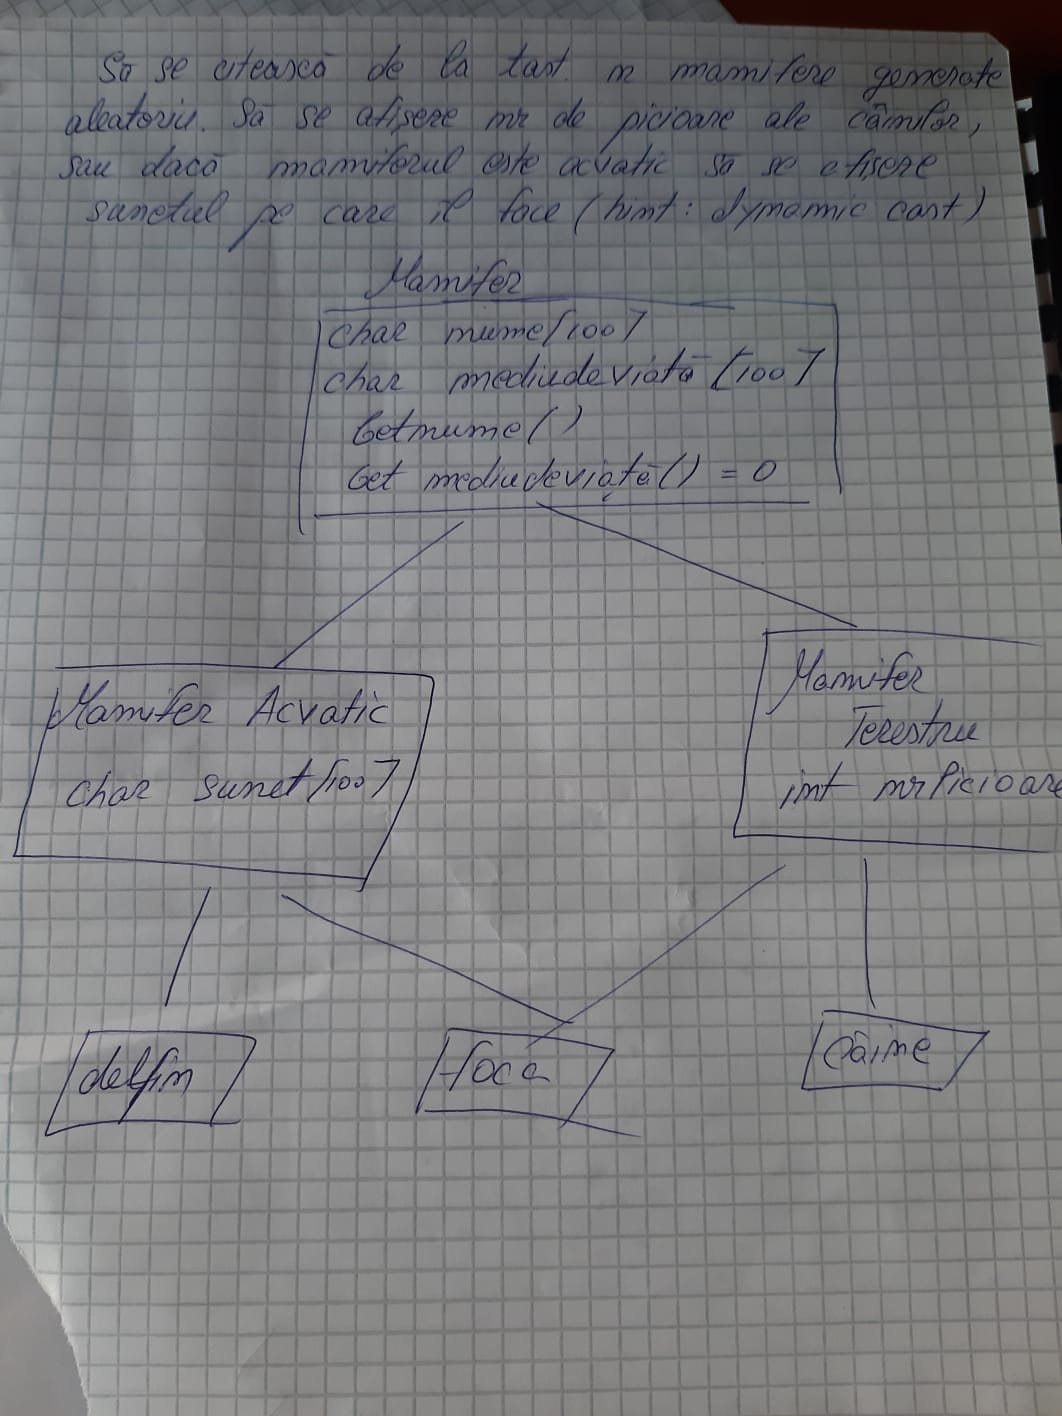 Să se citească de la tast. n mamifere generate
aleatoriu. Să se afișeze nr de picioare ale câinilor,
sau dacă mamiferul este acvatic să se afișeze
sunetul pe care îl face (hint: dynamic cast)
Mamifer
char nume[100]
char mediudeviață[100]
Getnume()
Get mediudeviață() = 0
Mamifer Acvatic
char sunet[100]
Mamifer
Terestru
int nrPicioare
delfin
foca
câine